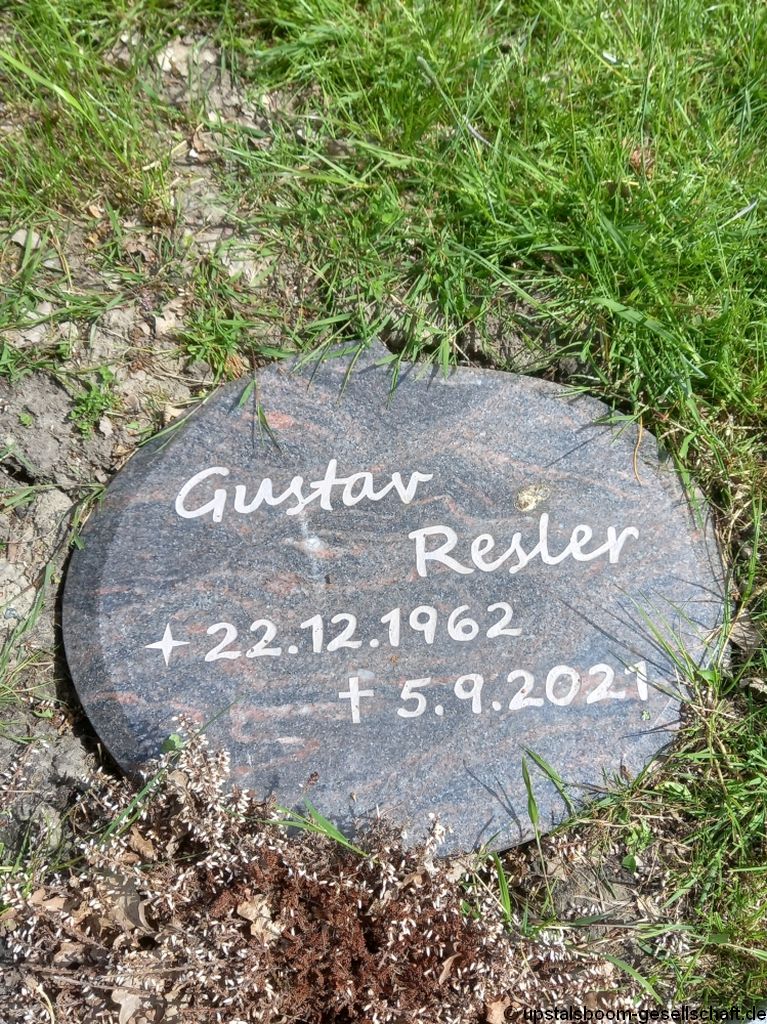 Gustav
Resler
✦ 22.12.1962
† 5.9.2021
© upstalsboom-gesellschaft.de